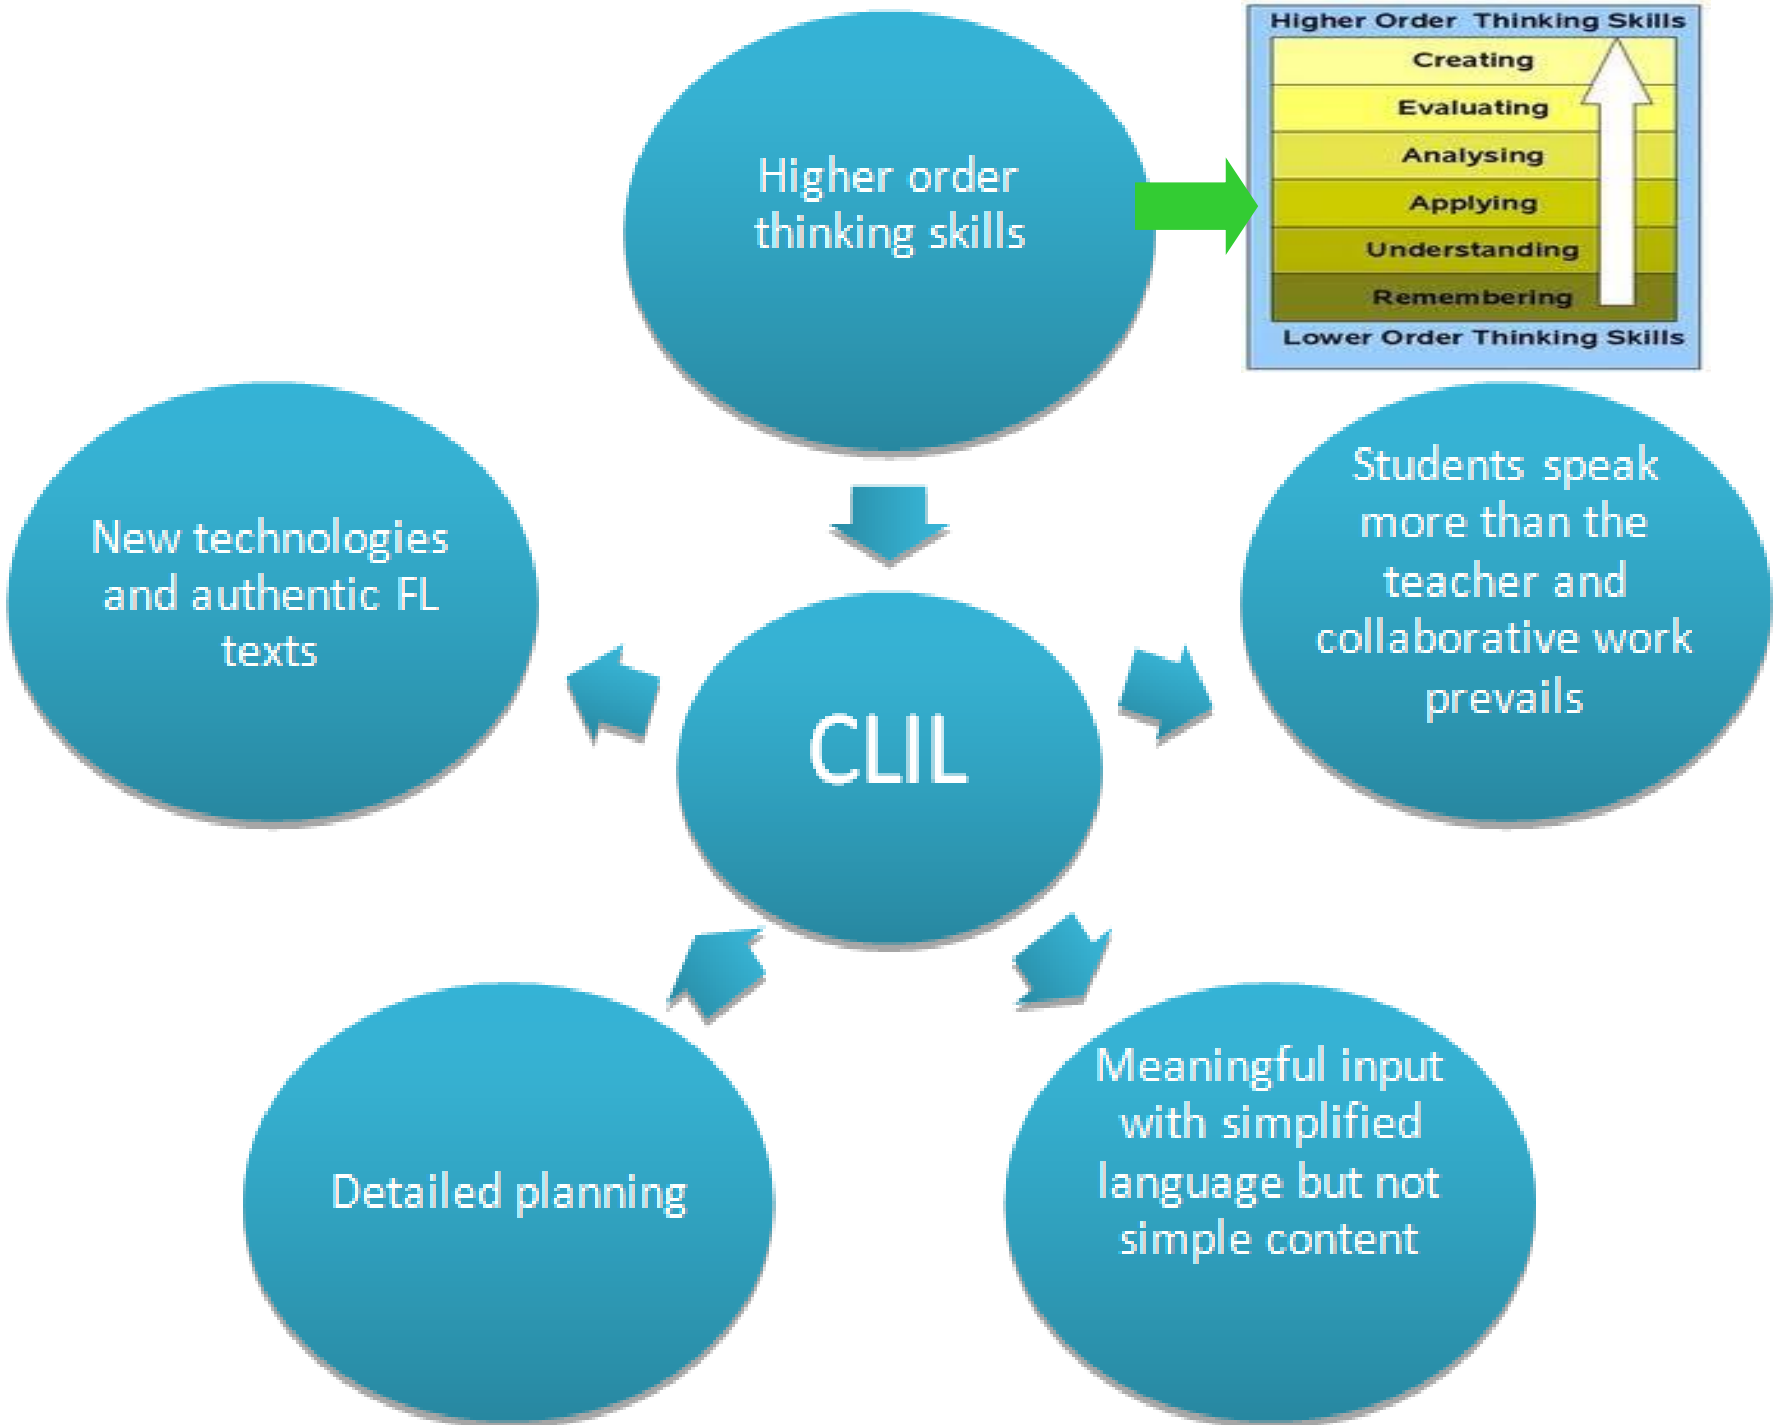 Higher order
thinking skills
Higher Order Thinking Skills
Creating
Evaluating
Analysing
Applying
Understanding
Remembering
Lower Order Thinking Skills
New technologies
and authentic FL
texts
Students speak
more than the
teacher and
collaborative work
prevails
CLIL
Detailed planning
Meaningful input
with simplified
language but not
simple content